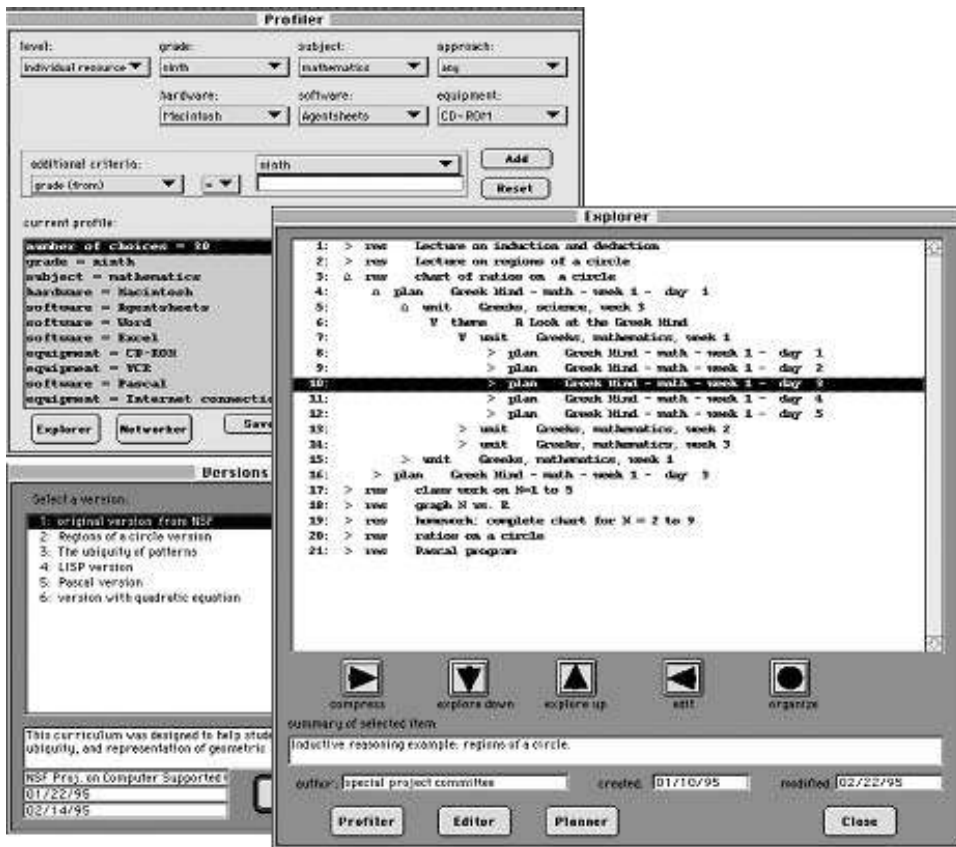 Profiler
level: grade: subject: approach:
individual resource ninth mathematics any
hardware: software: equipment:
Macintosh Agentsheets CD-ROM
additional criteria: ninth Add
grade (from) = Reset
current profile:
number of choices = 30
grade = ninth
subject = mathematics
hardware = Macintosh
software = Agentsheets
software = Word
software = Excel
equipment = CD-ROM
equipment = VCR
software = Pascal
equipment = Internet connectio
Explorer Networker Save
Versions
Select a version:
1: original version from NSF
2: Regions of a circle version
3: The ubiquity of patterns
4: LISP version
5: Pascal version
6: version with quadratic equation
This curriculum was designed to help stude
ubiquity, and representation of geometric
NSF Proj. on Computer Supported
01/22/95
02/14/95
Explorer
1: > res Lecture on induction and deduction
2: > res Lecture on regions of a circle
3: res chart of ratios on a circle
4: plan Greek Mind - math - week 1 - day 1
5: unit Greeks, science, week 3
6: theme A Look at the Greek Mind
7: unit Greeks, mathematics, week 1
8: > plan Greek Mind - math - week 1 - day 1
9: > plan Greek Mind - math - week 1 - day 2
10: > plan Greek Mind - math - week 1 - day 3
11: > plan Greek Mind - math - week 1 - day 4
12: > plan Greek Mind - math - week 1 - day 5
13: > unit Greeks, mathematics, week 2
14: > unit Greeks, mathematics, week 3
15: > unit Greeks, mathematics, week 1
16: > plan Greek Mind - math - week 1 - day 3
17: > res class work on N=1 to 5
18: > res graph N vs. R
19: > res homework: complete chart for N = 2 to 9
20: > res ratios on a circle
21: > res Pascal program
compress explore down explore up edit organize
summary of selected item
Inductive reasoning example: regions of a circle.
author: special project committee created: 01/10/95 modified: 02/22/95
Profiler Editor Planner Close